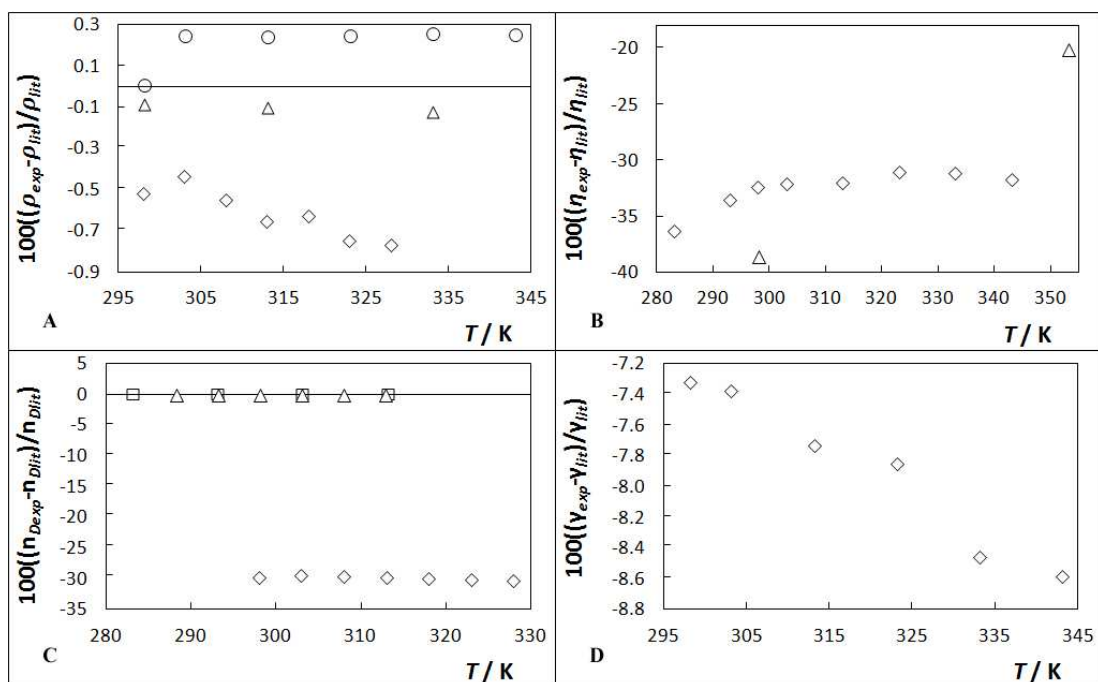 100((ρexp-ρlit)/ρlit)
0.3
0.1
-0.1
-0.3
-0.5
-0.7
-0.9
295 305 315 325 335 345
A
T / K
100((ηexp-ηlit)/ηlit)
-20
-25
-30
-35
-40
280 290 300 310 320 330 340 350
B
T / K
100((nDexp-nDlit)/nDlit)
5
0
-5
-10
-15
-20
-25
-30
-35
280 290 300 310 320 330
C
T / K
100((γexp-γlit)/γlit)
-7.2
-7.4
-7.6
-7.8
-8.0
-8.2
-8.4
-8.6
-8.8
295 305 315 325 335 345
D
T / K